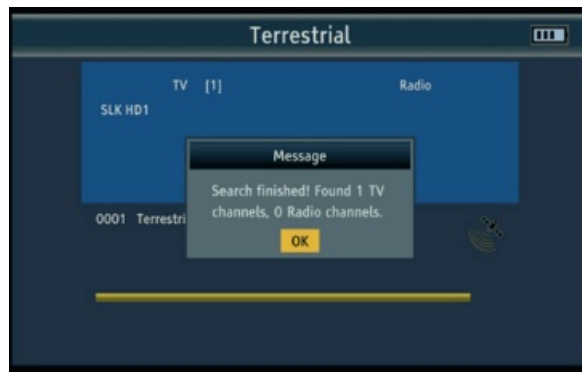 Terrestrial
TV [1] Radio
SLK HD1
Message
Search finished! Found 1 TV
channels, 0 Radio channels.
0001 Terrestri
OK